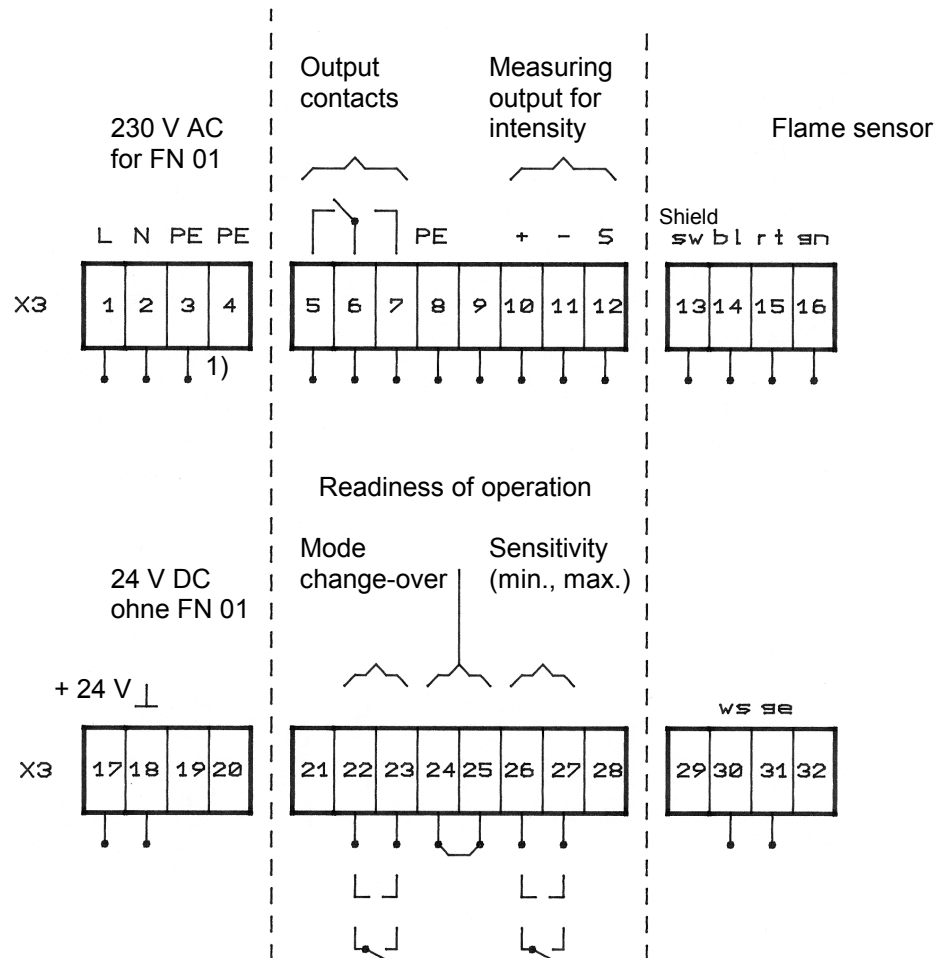 Output
contacts
Measuring
output for
intensity
230 V AC
for FN 01
Flame sensor
Shield
L N PE PE
PE
+ - S
sw bl rt gn
X3
1 2 3 4
5 6 7 8 9 10 11 12
13 14 15 16
1)
Readiness of operation
Mode
change-over
Sensitivity
(min., max.)
24 V DC
ohne FN 01
+ 24 V
ws ge
X3
17 18 19 20
21 22 23 24 25 26 27 28
29 30 31 32